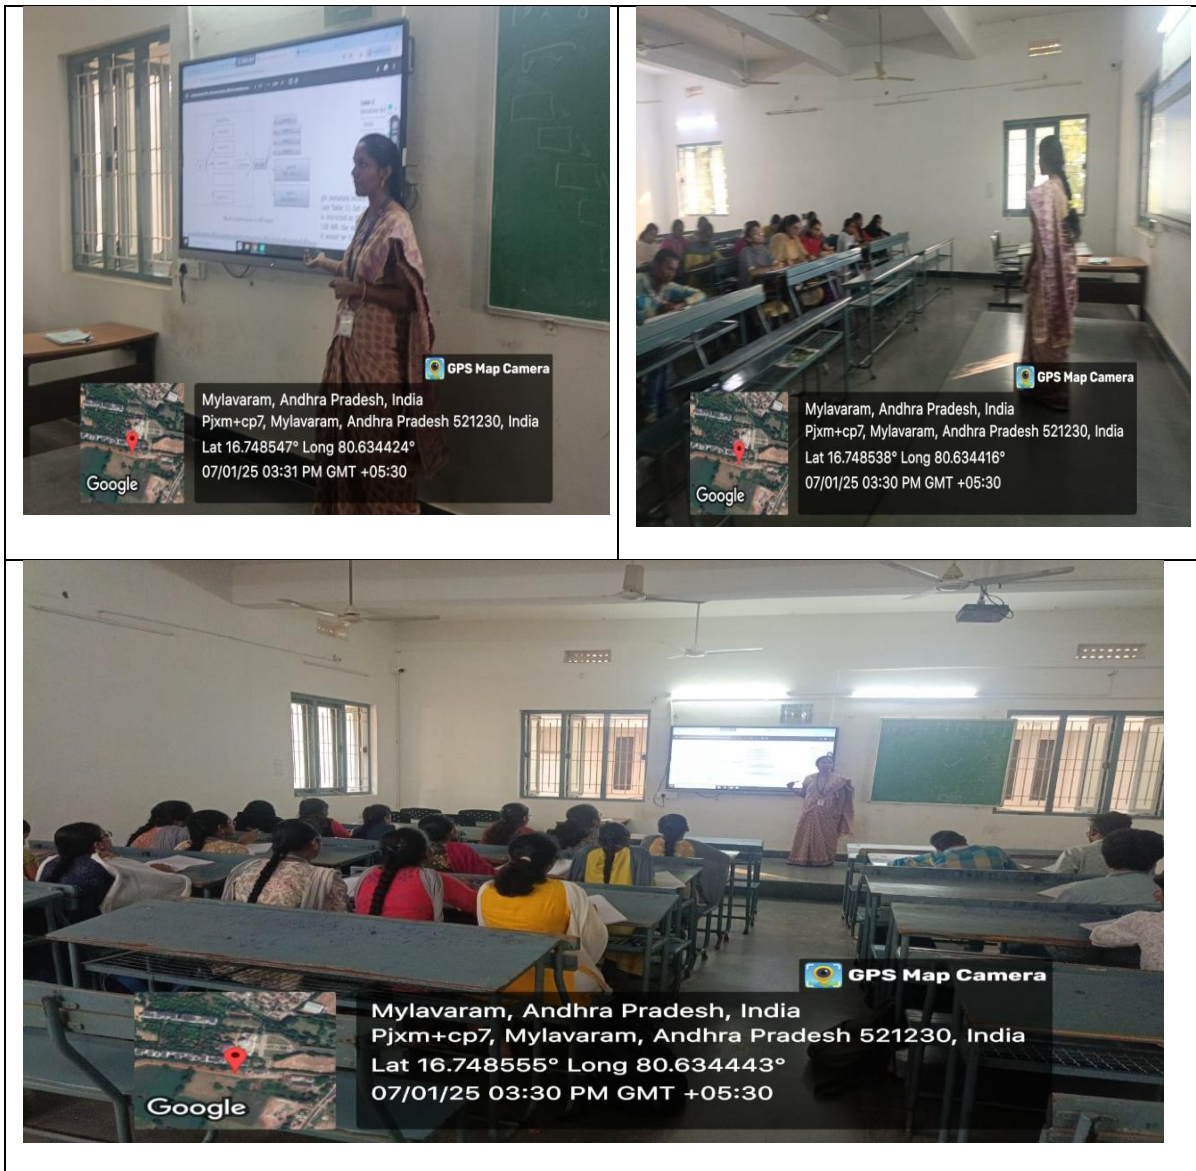 GPS Map Camera
Mylavaram, Andhra Pradesh, India
Pjxm+cp7, Mylavaram, Andhra Pradesh 521230, India
Lat 16.748547° Long 80.634424°
07/01/25 03:31 PM GMT +05:30
Google
GPS Map Camera
Mylavaram, Andhra Pradesh, India
Pjxm+cp7, Mylavaram, Andhra Pradesh 521230, India
Lat 16.748538° Long 80.634416°
07/01/25 03:30 PM GMT +05:30
Google
GPS Map Camera
Mylavaram, Andhra Pradesh, India
Pjxm+cp7, Mylavaram, Andhra Pradesh 521230, India
Lat 16.748555° Long 80.634443°
07/01/25 03:30 PM GMT +05:30
Google